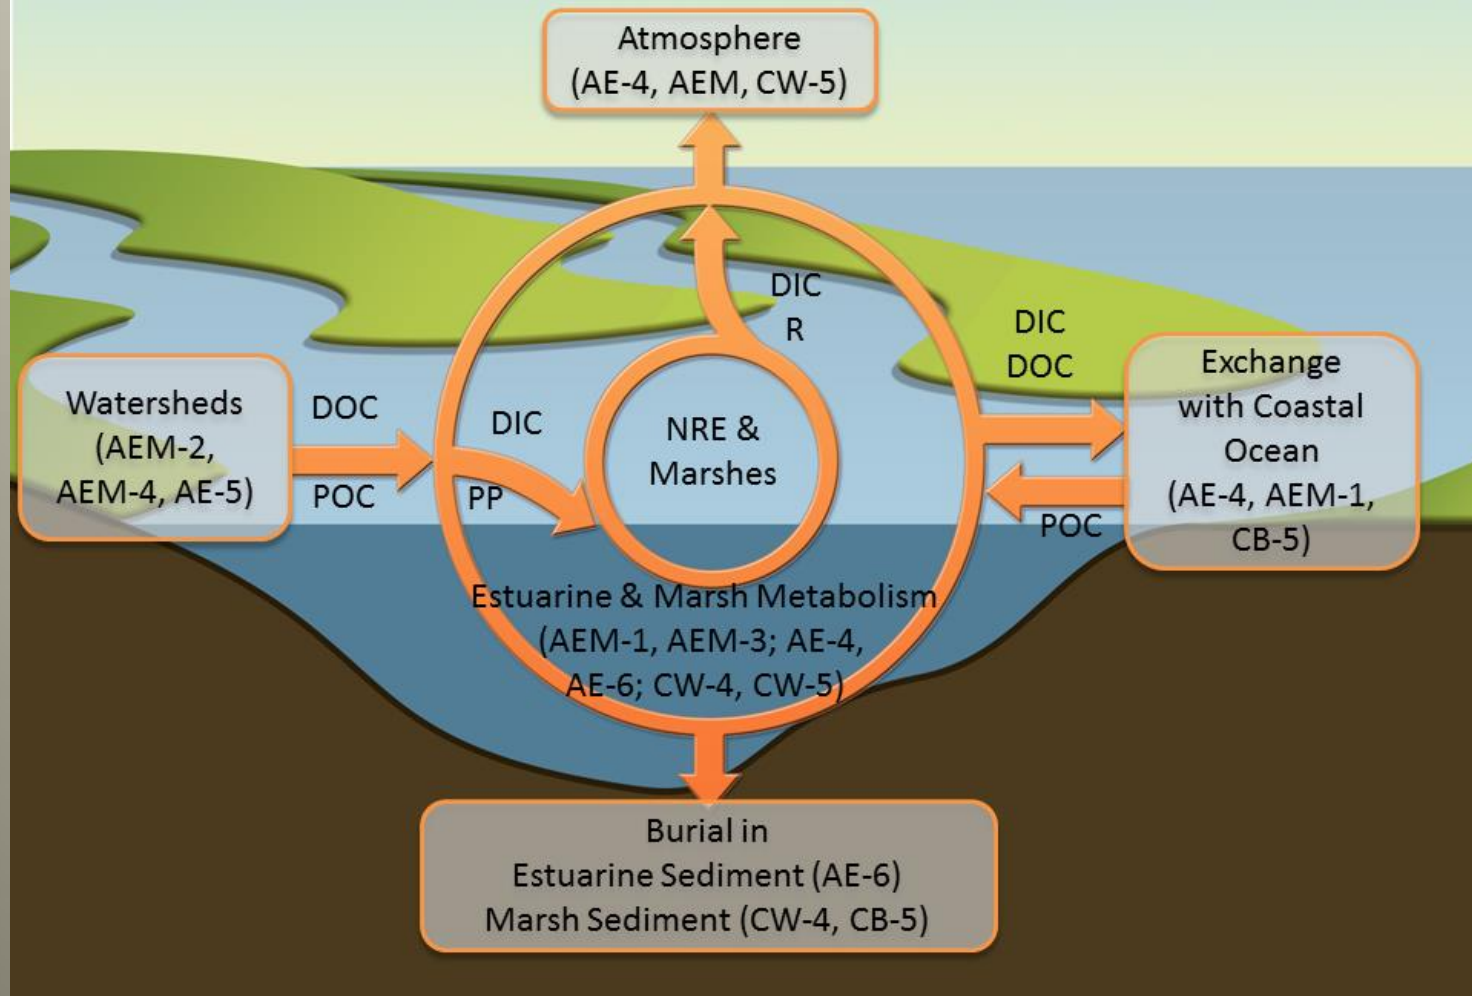 Atmosphere
(AE-4, AEM, CW-5)
DIC
R
DIC
DOC
Watersheds
(AEM-2,
AEM-4, AE-5)
DOC
POC
DIC
PP
NRE &
Marshes
Exchange
with Coastal
Ocean
(AE-4, AEM-1,
CB-5)
POC
Estuarine & Marsh Metabolism
(AEM-1, AEM-3; AE-4,
AE-6; CW-4, CW-5)
Burial in
Estuarine Sediment (AE-6)
Marsh Sediment (CW-4, CB-5)